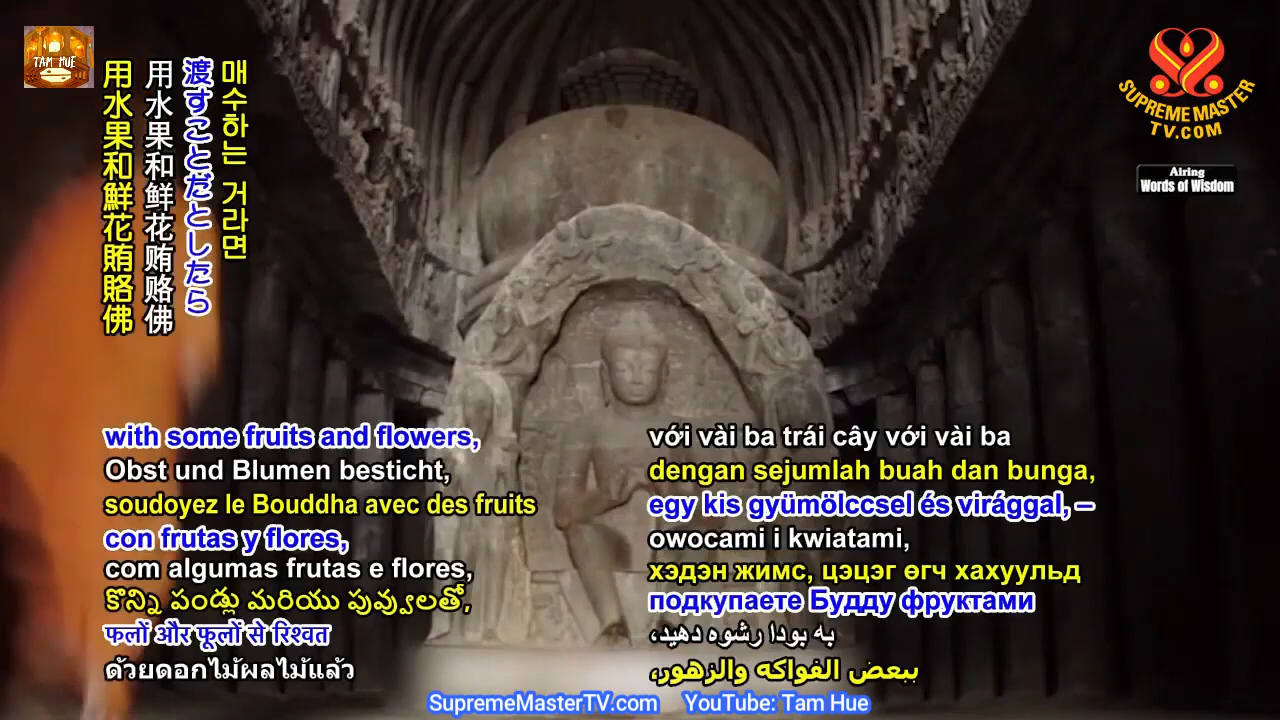 TAM HUE
用水果和鮮花賄賂佛
用水果和鲜花贿赂佛
渡すことだとしたら
매수하는 거라면
SUPREME MASTER
TV.COM
Airing
Words of Wisdom
with some fruits and flowers,
Obst und Blumen besticht,
soudoyez le Bouddha avec des fruits
con frutas y flores,
com algumas frutas e flores,
కొన్ని పండ్లు మరియు పువ్వులతో,
फलों और फूलों से रिश्वत
ด้วยดอกไม้ผลไม้แล้ว
với vài ba trái cây với vài ba
dengan sejumlah buah dan bunga,
egy kis gyümölccsel és virággal, –
owocami i kwiatami,
хэдэн жимс, цэцэг өгч хахуульд
подкупаете Будду фруктами
به بودا رشوه دهید،
ببعض الفواكه والزهور،
SupremeMasterTV.com YouTube: Tam Hue